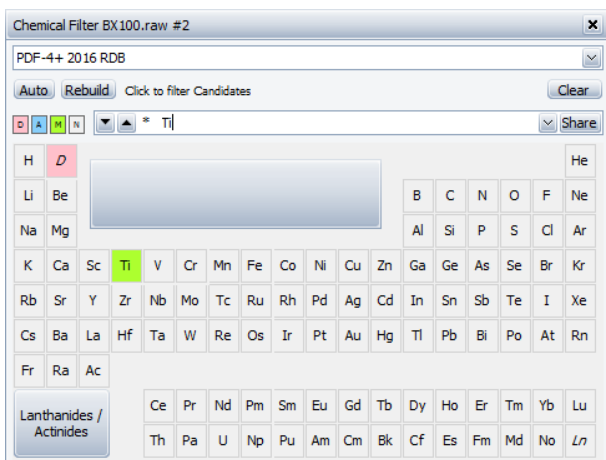 Chemical Filter BX100.raw #2
PDF-4+ 2016 RDB
Auto Rebuild Click to filter Candidates Clear
D A M N * Ti Share
H D He
Li Be B C N O F Ne
Na Mg Al Si P S Cl Ar
K Ca Sc Ti V Cr Mn Fe Co Ni Cu Zn Ga Ge As Se Br Kr
Rb Sr Y Zr Nb Mo Tc Ru Rh Pd Ag Cd In Sn Sb Te I Xe
Cs Ba La Hf Ta W Re Os Ir Pt Au Hg Tl Pb Bi Po At Rn
Fr Ra Ac
Lanthanides /
Actinides
Ce Pr Nd Pm Sm Eu Gd Tb Dy Ho Er Tm Yb Lu
Th Pa U Np Pu Am Cm Bk Cf Es Fm Md No Ln